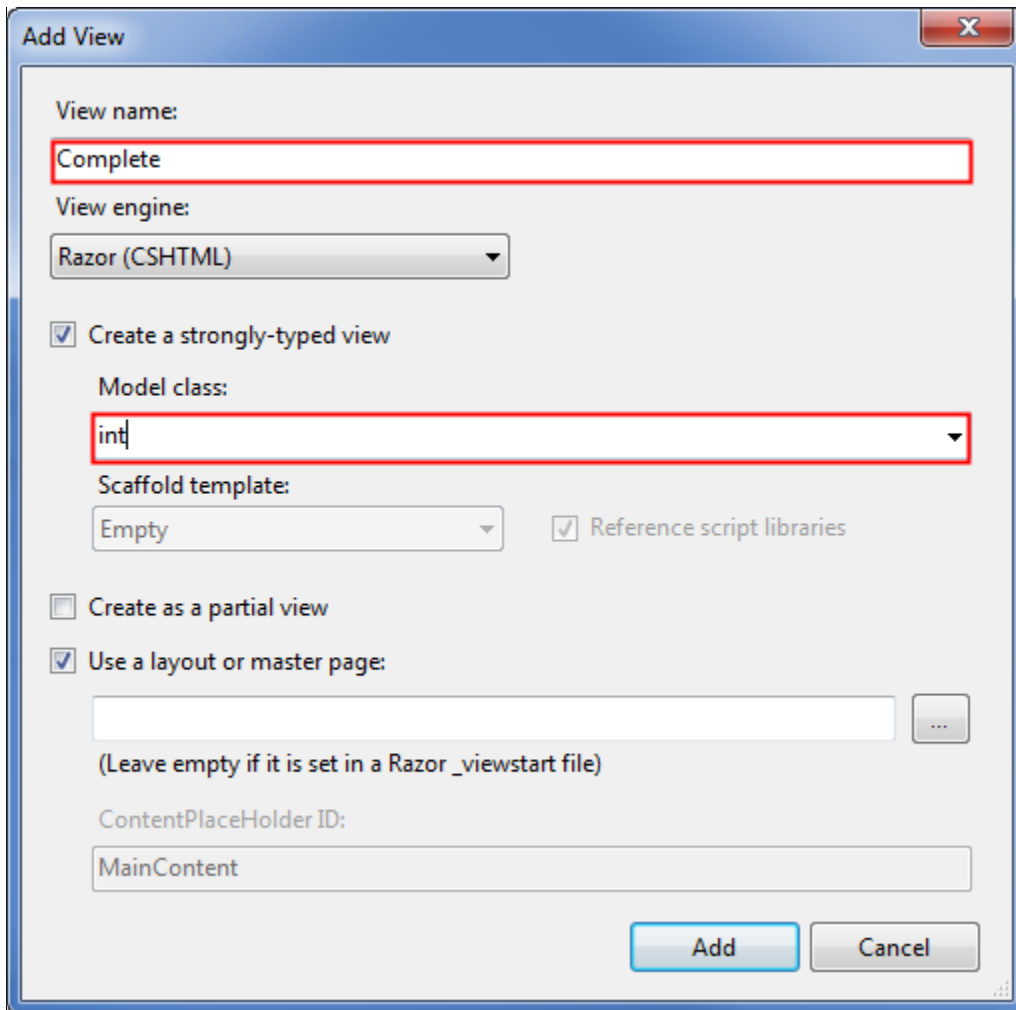 Add View
View name:
Complete
View engine:
Razor (CSHTML)
Create a strongly-typed view
Model class:
int
Scaffold template:
Empty
Reference script libraries
Create as a partial view
Use a layout or master page:
...
(Leave empty if it is set in a Razor _viewstart file)
ContentPlaceHolder ID:
MainContent
Add
Cancel